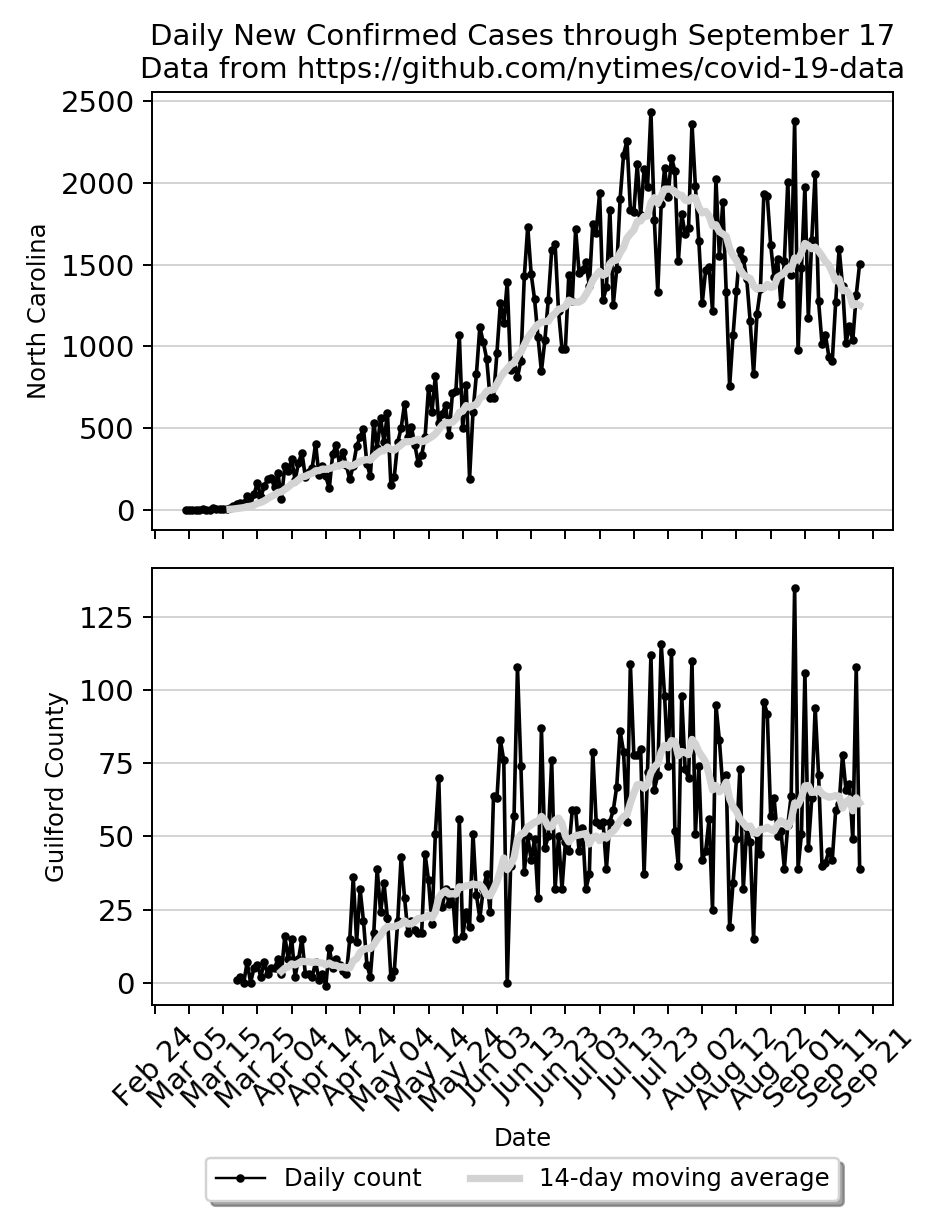 Daily New Confirmed Cases through September 17
Data from https://github.com/nytimes/covid-19-data
2500
2000
1500
1000
500
0
North Carolina
125
100
75
50
25
0
Guilford County
Feb 24
Mar 05
Mar 15
Mar 25
Apr 04
Apr 14
Apr 24
May 04
May 14
May 24
Jun 03
Jun 13
Jun 23
Jul 03
Jul 13
Jul 23
Aug 02
Aug 12
Aug 22
Sep 01
Sep 11
Sep 21
Date
Daily count
14-day moving average